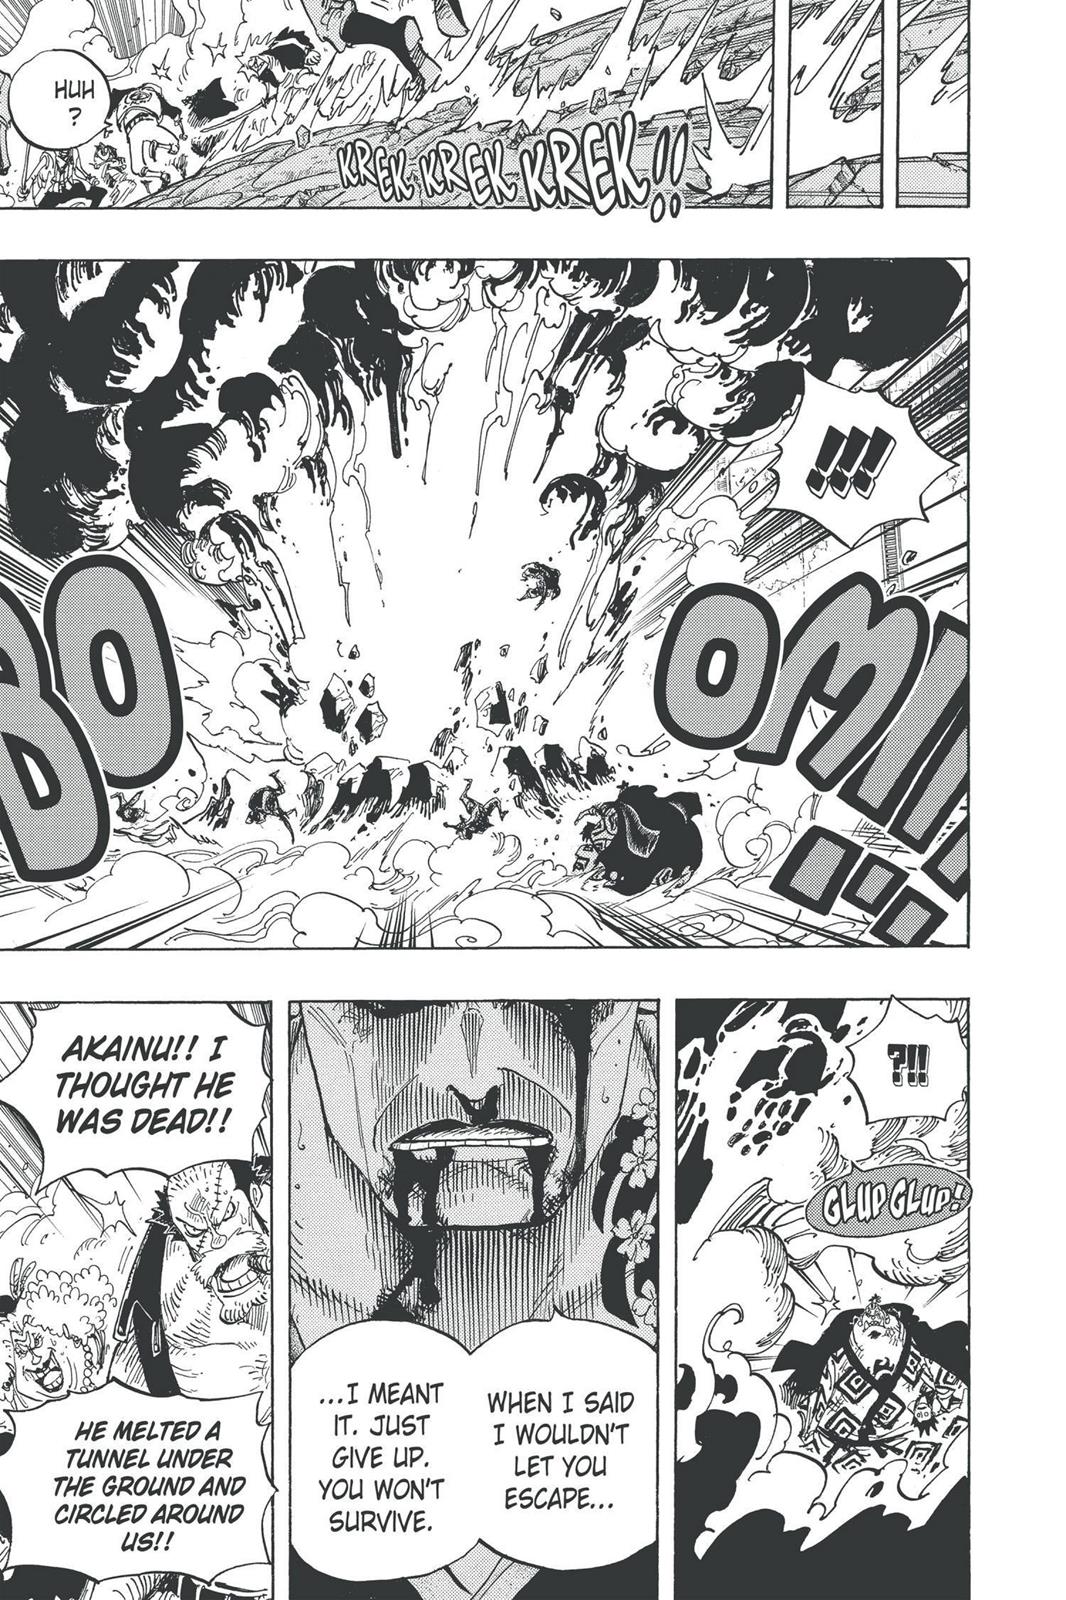 HUH
?
KREK KREK KREK!!
!!!
BO
OM!!
?!!
GLUP GLUP!
WHEN I SAID
I WOULDN'T
LET YOU
ESCAPE...
...I MEANT
IT. JUST
GIVE UP.
YOU WON'T
SURVIVE.
AKAINU!! I
THOUGHT HE
WAS DEAD!!
HE MELTED A
TUNNEL UNDER
THE GROUND AND
CIRCLED AROUND
US!!